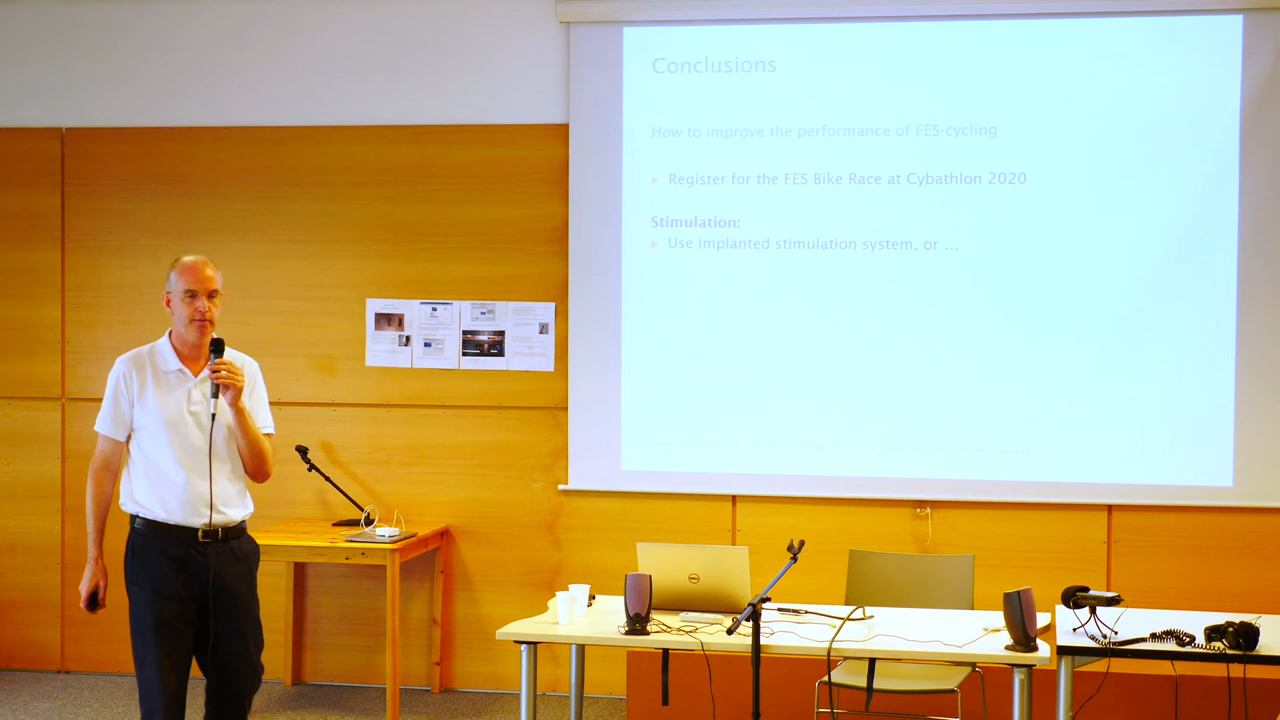 Conclusions
How to improve the performance of FES-cycling
▸ Register for the FES Bike Race at Cybathlon 2020
Stimulation:
▸ Use implanted stimulation system, or ...
DELL